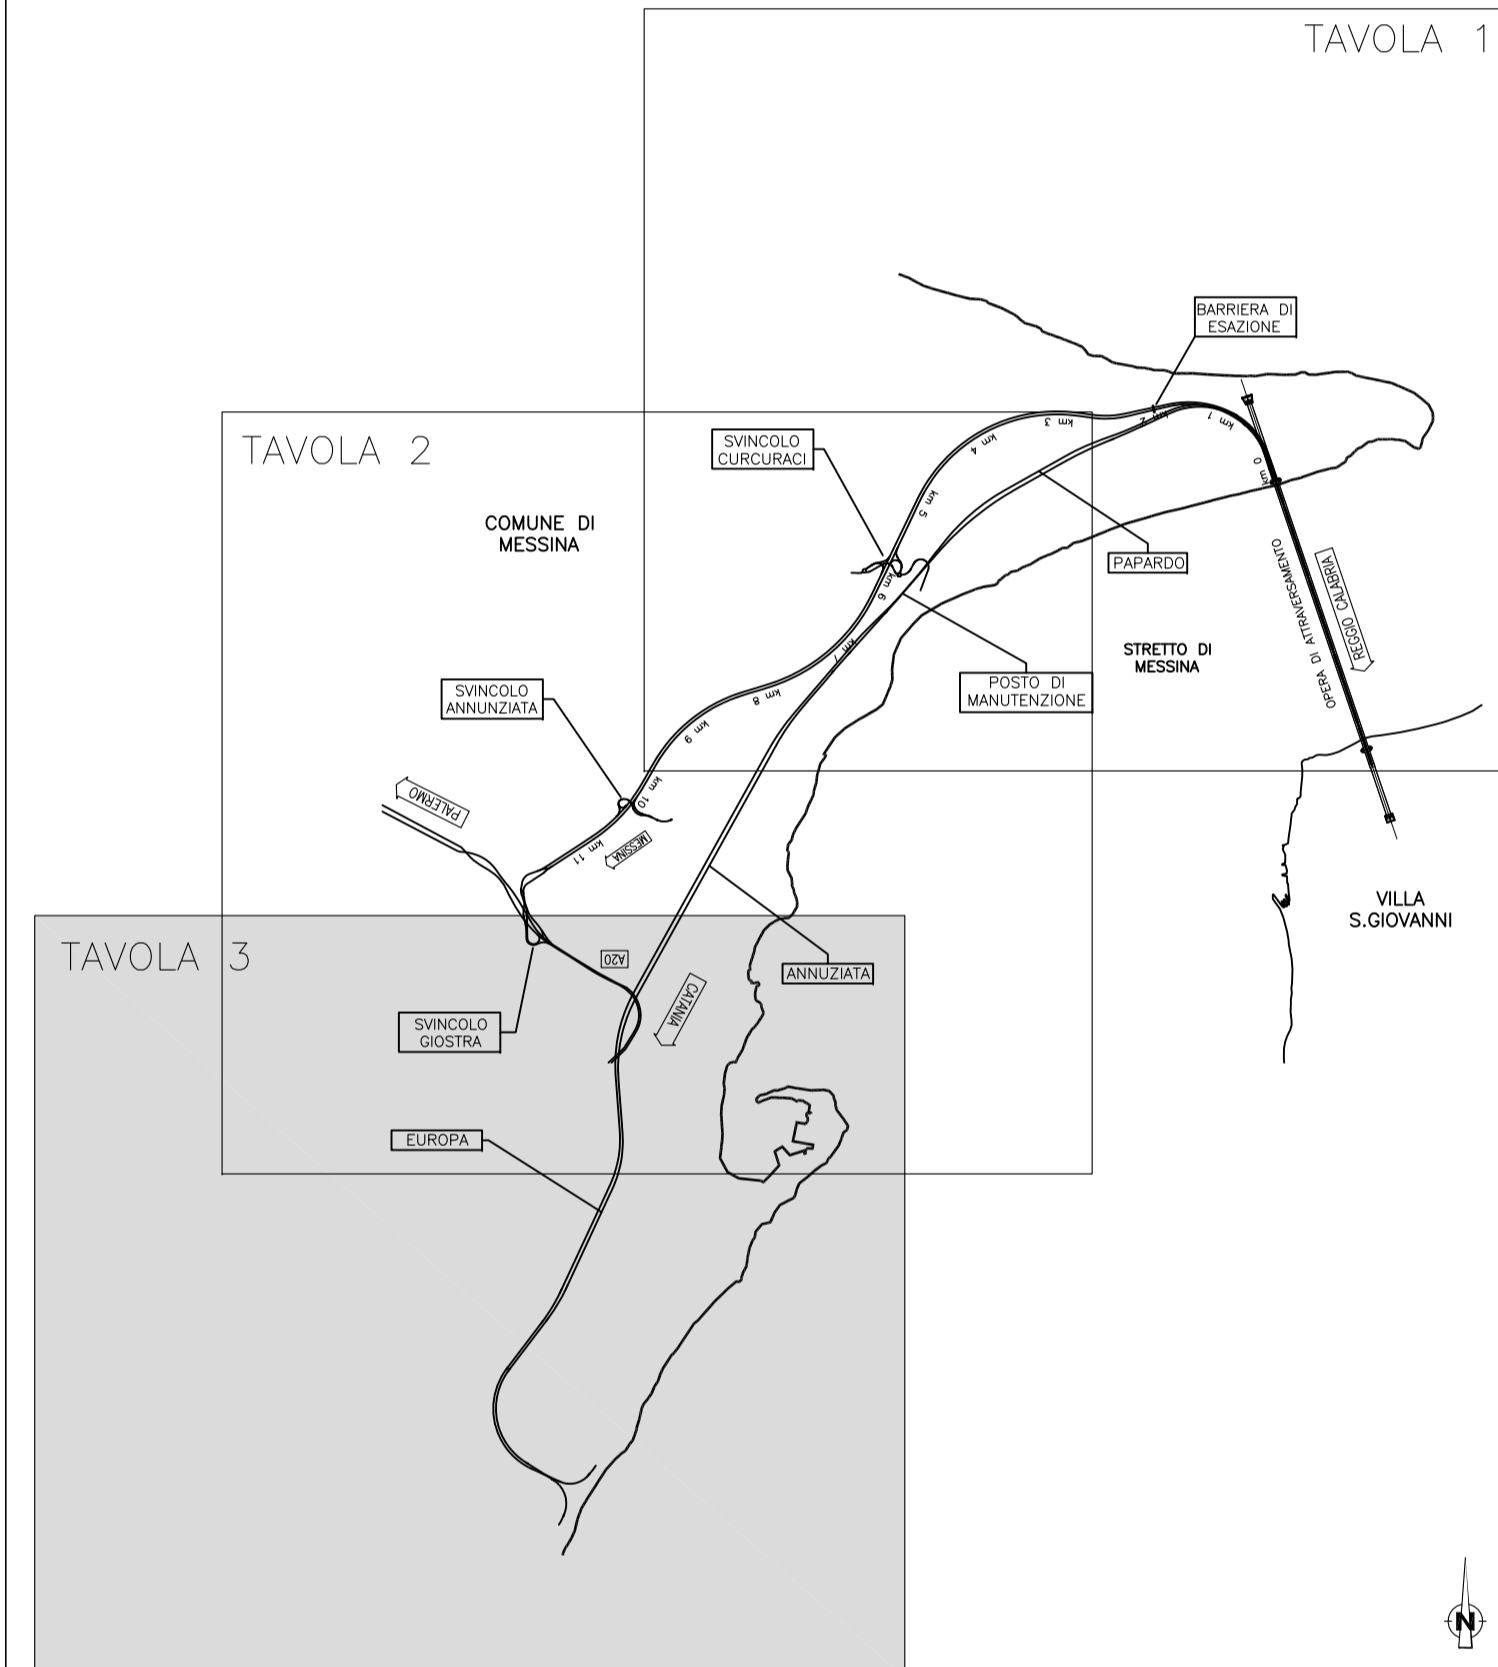 TAVOLA 1
BARRIERA DI
ESAZIONE
TAVOLA 2
SVINCOLO
CURCURACI
km 0
km 1
km 2
km 3
km 4
km 5
km 6
km 7
km 8
km 9
km 10
km 11
COMUNE DI
MESSINA
PAPARDO
OPERA DI ATTRAVERSAMENTO
REGGIO CALABRIA
STRETTO DI
MESSINA
POSTO DI
MANUTENZIONE
SVINCOLO
ANNUNZIATA
PALERMO
MESSINA
VILLA
S.GIOVANNI
TAVOLA 3
A20
ANNUZIATA
CATANIA
SVINCOLO
GIOSTRA
EUROPA
N